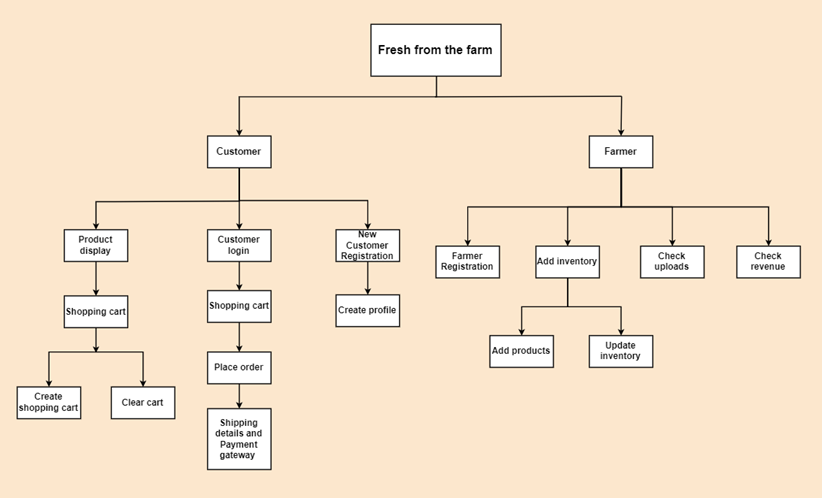 Fresh from the farm
Customer
Farmer
Product
display
Customer
login
New
Customer
Registration
Farmer
Registration
Add inventory
Check
uploads
Check
revenue
Shopping cart
Shopping cart
Create profile
Add products
Update
inventory
Place order
Create
shopping cart
Clear cart
Shipping
details and
Payment
gateway